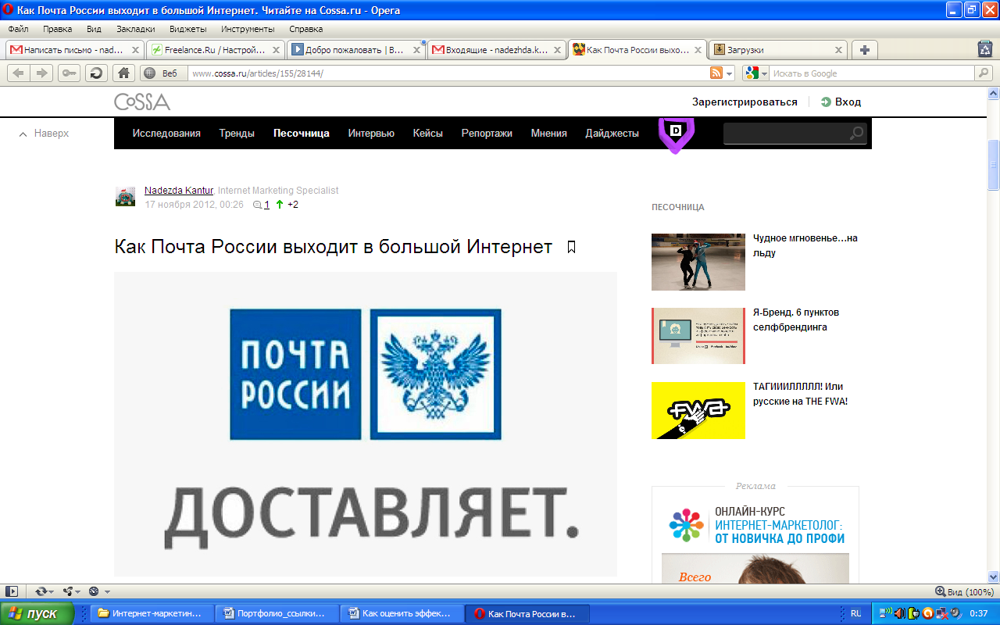 Как Почта России выходит в большой Интернет. Читайте на Cossa.ru - Opera
Файл Правка Вид Закладки Виджеты Инструменты Справка
Написать письмо - nad... Freelance.Ru / Настрой... Добро пожаловать | В... Входящие - nadezhda.k... Как Почта России выхо... Загрузки
Веб www.cossa.ru/articles/155/28144/ Искать в Google
COSSA Зарегистрироваться Вход
Наверх Исследования Тренды Песочница Интервью Кейсы Репортажи Мнения Дайджесты D
Nadezda Kantur, Internet Marketing Specialist
17 ноября 2012, 00:26 1 +2
Как Почта России выходит в большой Интернет
ПОЧТА
РОССИИ
ДОСТАВЛЯЕТ.
ПЕСОЧНИЦА
Чудное мгновенье...на
льду
Я-Бренд. 6 пунктов
селфбрендинга
FWA
ТАГИИИЛЛЛЛЛ! Или
русские на THE FWA!
Реклама
ОНЛАЙН-КУРС
ИНТЕРНЕТ-МАРКЕТОЛОГ:
ОТ НОВИЧКА ДО ПРОФИ
Всего
Вид (100%)
пуск Интернет-маркетин... Портфолио_ссылки... Как оценить эффек... Как Почта России в... RU 0:37